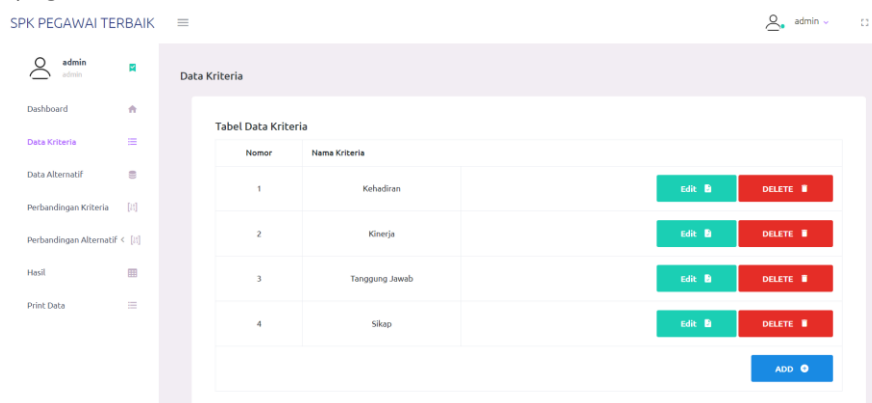 SPK PEGAWAI TERBAIK
admin
admin
admin
Dashboard
Data Kriteria
Data Alternatif
Perbandingan Kriteria
Perbandingan Alternatif <
Hasil
Print Data
Data Kriteria
Tabel Data Kriteria
Nomor Nama Kriteria
1 Kehadiran Edit DELETE
2 Kinerja Edit DELETE
3 Tanggung Jawab Edit DELETE
4 Sikap Edit DELETE
ADD